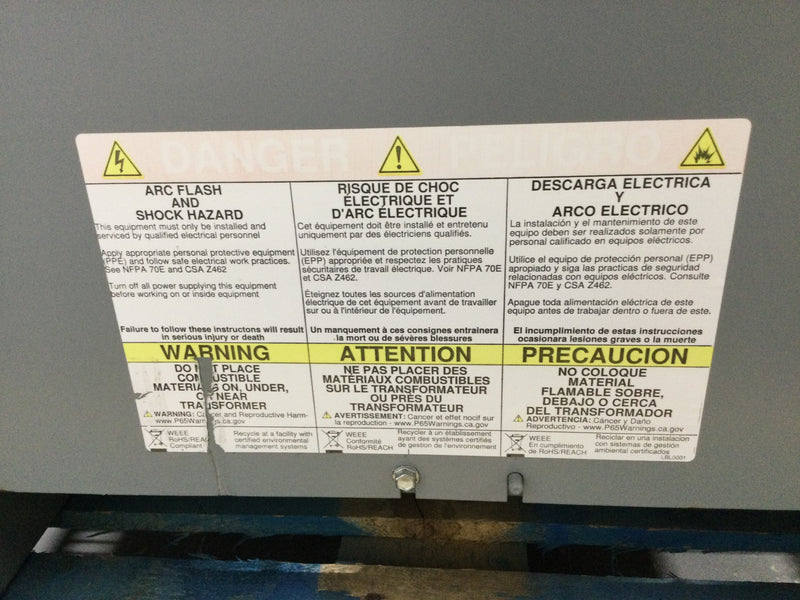 DANGER
PELIGRO
ARC FLASH
AND
SHOCK HAZARD
This equipment must only be installed and
serviced by qualified electrical personnel
Apply appropriate personal protective equipment
(PPE) and follow safe electrical work practices.
See NFPA 70E and CSA Z462
Turn off all power supplying this equipment
before working on or inside equipment
Failure to follow these instructons will result
in serious injury or death
RISQUE DE CHOC
ÉLECTRIQUE ET
D'ARC ÉLECTRIQUE
Cet équipement doit être installé et entretenu
uniquement par des électriciens qualifiés.
Utilisez l'équipement de protection personnelle
(EPP) appropriée et respectez les pratiques
sécuritaires de travail électrique. Voir NFPA 70E
et CSA Z462.
Éteignez toutes les sources d'alimentation
électrique de cet équipement avant de travailler
sur ou à l'intérieur de l'équipement.
Un manquement à ces consignes entrainera
la mort ou de sévères blessures
DESCARGA ELECTRICA
Y
ARCO ELECTRICO
La instalación y el mantenimiento de este
equipo deben ser realizados solamente por
personal calificado en equipos eléctricos.
Utilice el equipo de protección personal (EPP)
apropiado y siga las practicas de seguridad
relacionadas con equipos eléctricos. Consulte
NFPA 70E y CSA Z462.
Apague toda alimentación eléctrica de este
equipo antes de trabajar dentro o fuera de este.
El incumplimiento de estas instrucciones
ocasionara lesiones graves o la muerte
WARNING
DO N T PLACE
COMBUSTIBLE
MATERIALS ON, UNDER,
OR NEAR
TRANSFORMER
WARNING: Cancer and Reproductive Harm-
www.P65Warnings.ca.gov
WEEE
RoHS/REACH
Compliant
Recycle at a facility with
certified environmental
management systems
ATTENTION
NE PAS PLACER DES
MATÉRIAUX COMBUSTIBLES
SUR LE TRANSFORMATEUR
OU PRÈS DU
TRANSFORMATEUR
AVERTISSEMENT: Cancer et effet nocif sur
la reproduction - www.P65Warnings.ca.gov
WEEE
Conformité
RoHS/REACH
Recycler à un établissement
ayant des systèmes certifiés
de gestion de l'environnement
PRECAUCION
NO COLOQUE
MATERIAL
FLAMABLE SOBRE,
DEBAJO O CERCA
DEL TRANSFORMADOR
ADVERTENCIA: Cáncer y Daño
Reproductivo - www.P65Warnings.ca.gov
WEEE
En cumplimiento
de RoHS/REACH
Reciclar en una instalacion
con sistemas de gestión
ambiental certificados
LBL0001